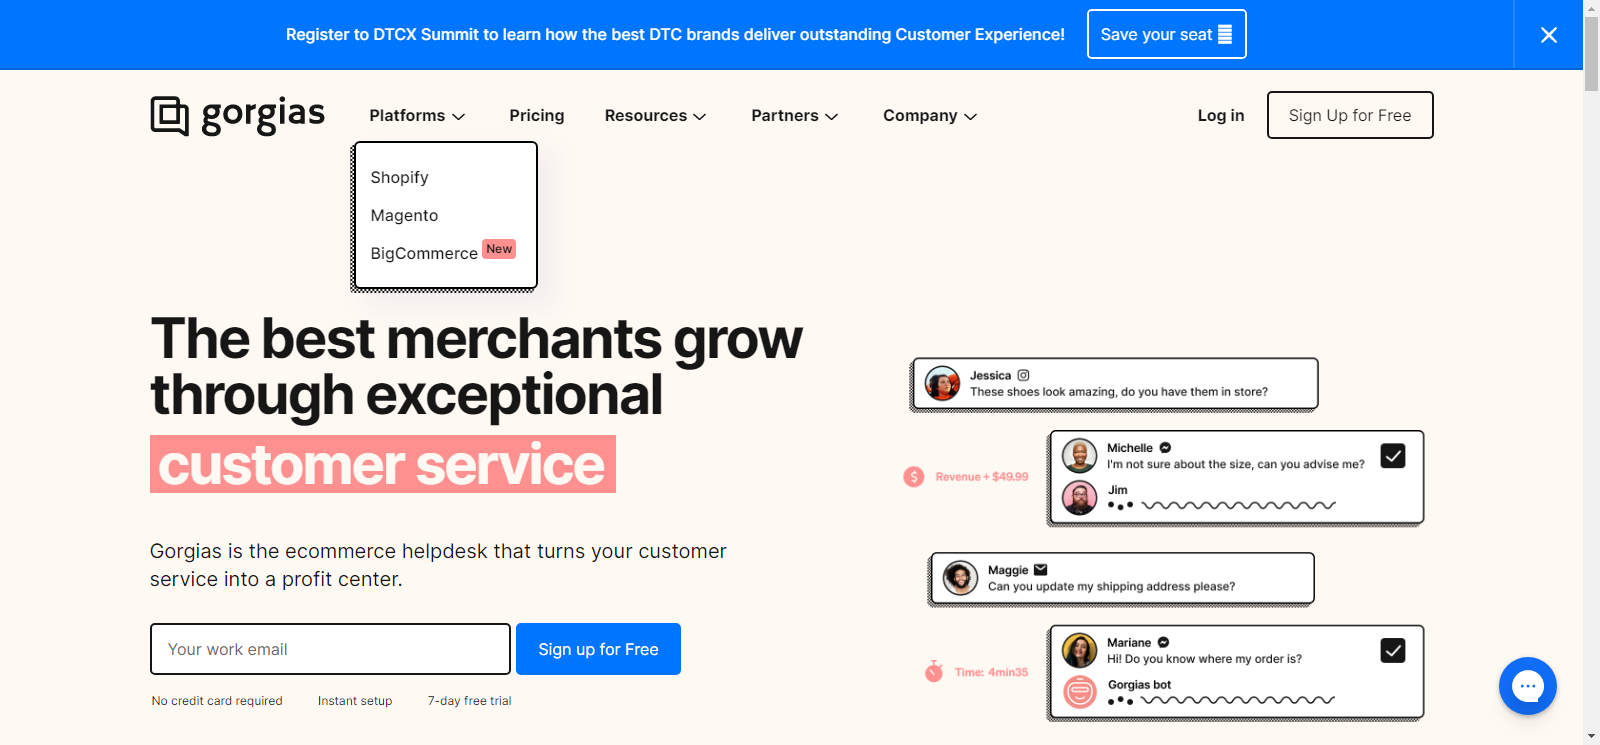 Register to DTCX Summit to learn how the best DTC brands deliver outstanding Customer Experience!
Save your seat
gorgias
Platforms
Pricing
Resources
Partners
Company
Log in
Sign Up for Free
Shopify
Magento
BigCommerce New
The best merchants grow
through exceptional
customer service
Gorgias is the ecommerce helpdesk that turns your customer
service into a profit center.
Your work email
Sign up for Free
No credit card required
Instant setup
7-day free trial
Jessica
These shoes look amazing, do you have them in store?
Michelle
I'm not sure about the size, can you advise me?
Jim
Revenue + $49.99
Maggie
Can you update my shipping address please?
Mariane
Hi! Do you know where my order is?
Gorgias bot
Time: 4min35